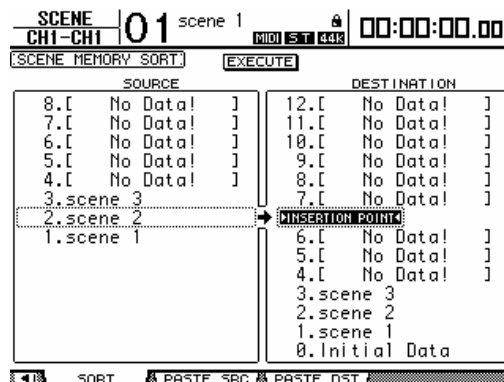 SCENE
CH1-CH1
01 scene 1
MIDI ST 44k
00:00:00.00
SCENE MEMORY SORT
EXECUTE
SOURCE
8.[ No Data! ]
7.[ No Data! ]
6.[ No Data! ]
5.[ No Data! ]
4.[ No Data! ]
3.scene 3
2.scene 2
1.scene 1
DESTINATION
12.[ No Data! ]
11.[ No Data! ]
10.[ No Data! ]
9.[ No Data! ]
8.[ No Data! ]
7.[ No Data! ]
INSERTION POINT
6.[ No Data! ]
5.[ No Data! ]
4.[ No Data! ]
3.scene 3
2.scene 2
1.scene 1
0.Initial Data
SORT PASTE SRC PASTE DST